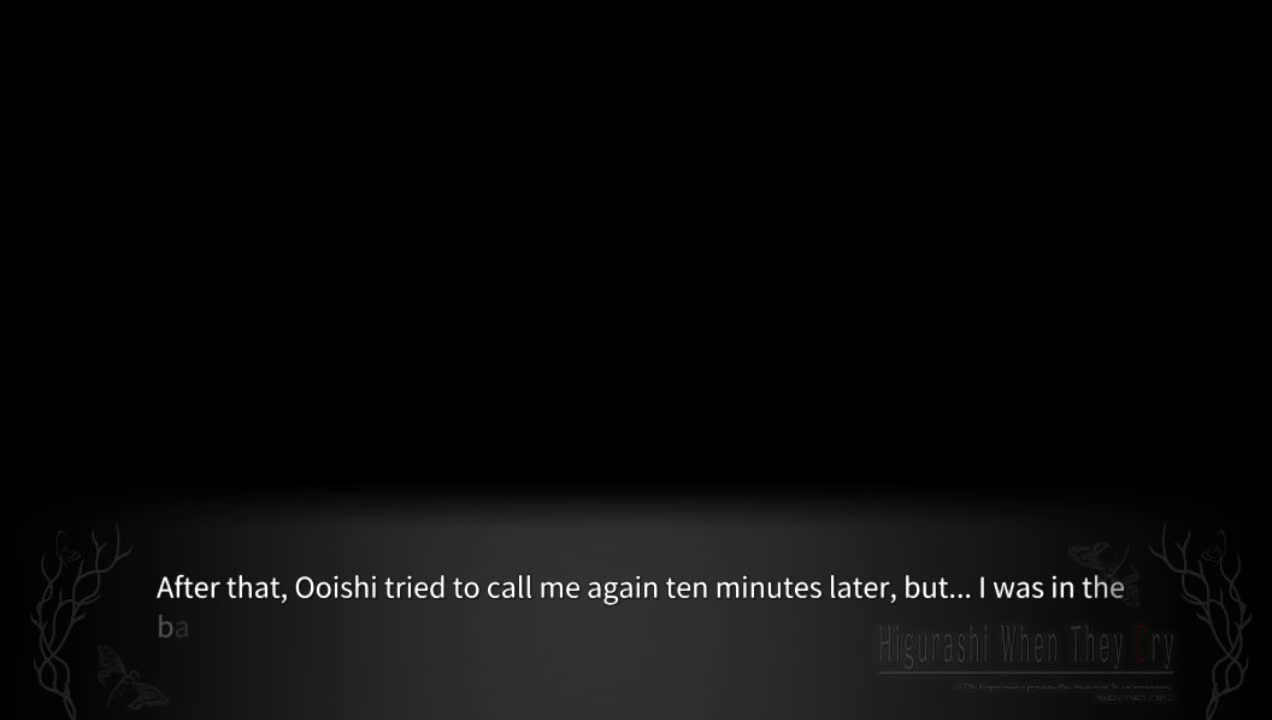 After that, Ooishi tried to call me again ten minutes later, but... I was in the
ba
Higurashi When They Cry